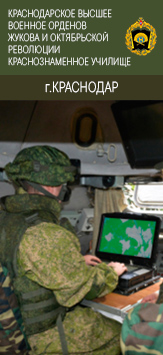 КРАСНОДАРСКОЕ ВЫСШЕЕ
ВОЕННОЕ ОРДЕНОВ
ЖУКОВА И ОКТЯБРЬСКОЙ
РЕВОЛЮЦИИ
КРАСНОЗНАМЕННОЕ УЧИЛИЩЕ
г.КРАСНОДАР